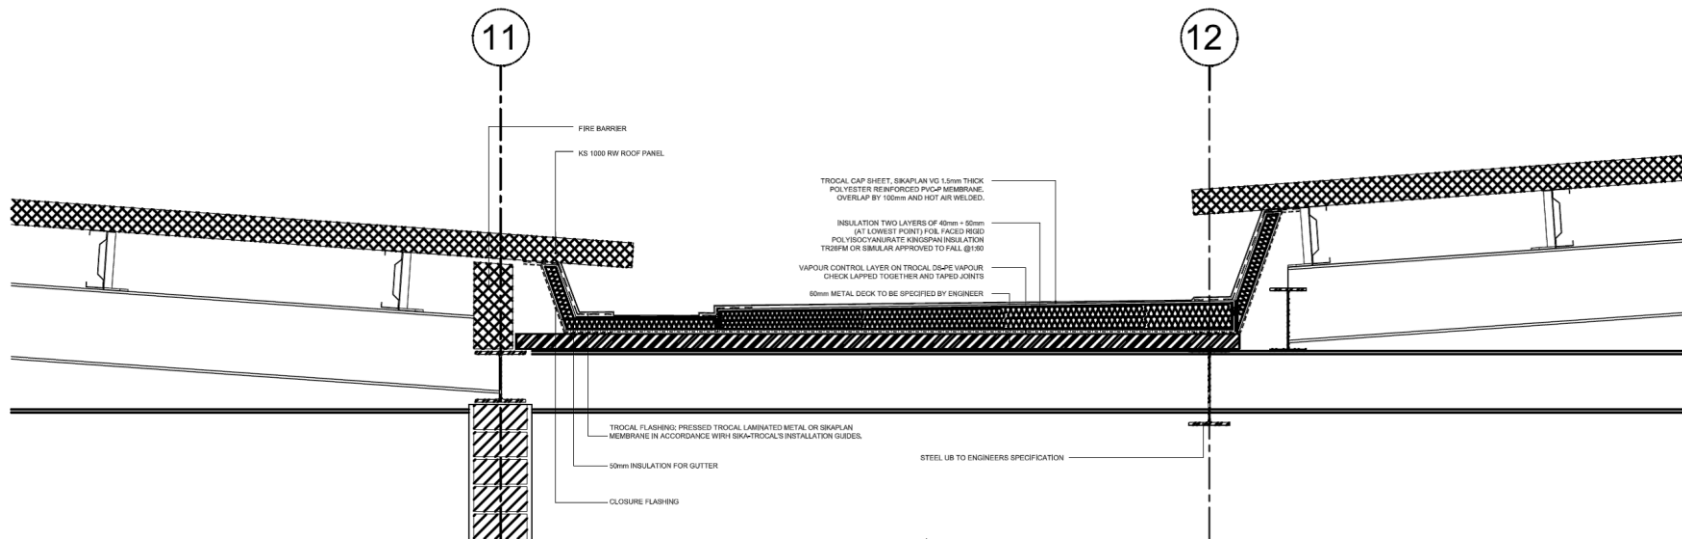 11
12
FIRE BARRIER
KS 1000 RW ROOF PANEL
TROCAL CAP SHEET, SIKAPLAN VG 1.5mm THICK
POLYESTER REINFORCED PVC-P MEMBRANE.
OVERLAP BY 100mm AND HOT AIR WELDED.
INSULATION TWO LAYERS OF 40mm + 50mm
(AT LOWEST POINT) FOIL FACED RIGID
POLYISOCYANURATE KINGSPAN INSULATION
TR26FM OR SIMULAR APPROVED TO FALL @1:60
VAPOUR CONTROL LAYER ON TROCAL DS-PE VAPOUR
CHECK LAPPED TOGETHER AND TAPED JOINTS
60mm METAL DECK TO BE SPECIFIED BY ENGINEER
TROCAL FLASHING: PRESSED TROCAL LAMINATED METAL OR SIKAPLAN
MEMBRANE IN ACCORDANCE WIRH SIKA-TROCAL'S INSTALLATION GUIDES.
50mm INSULATION FOR GUTTER
CLOSURE FLASHING
STEEL UB TO ENGINEERS SPECIFICATION